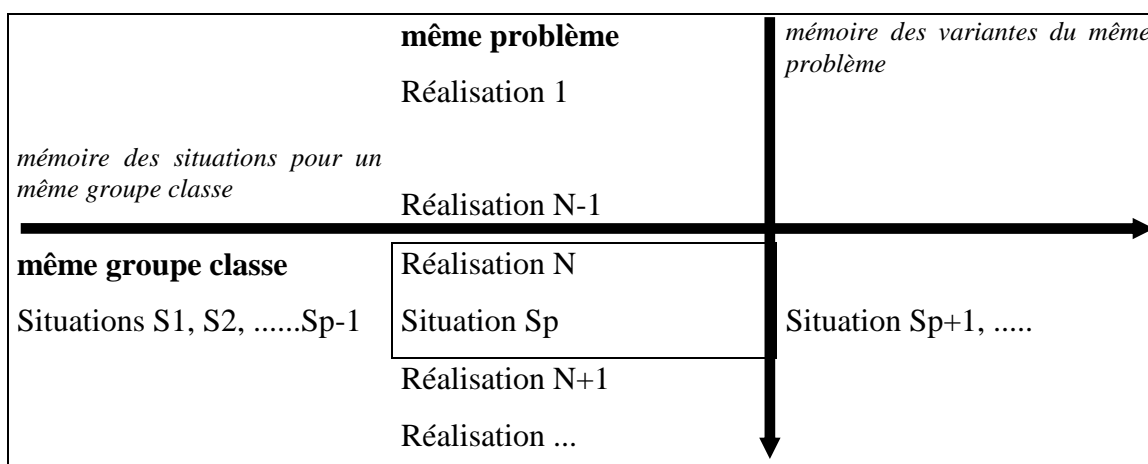 même problème
mémoire des variantes du même
problème
Réalisation 1
mémoire des situations pour un
même groupe classe
Réalisation N-1
même groupe classe
Réalisation N
Situations S1, S2, ......Sp-1
Situation Sp
Situation Sp+1, .....
Réalisation N+1
Réalisation ...